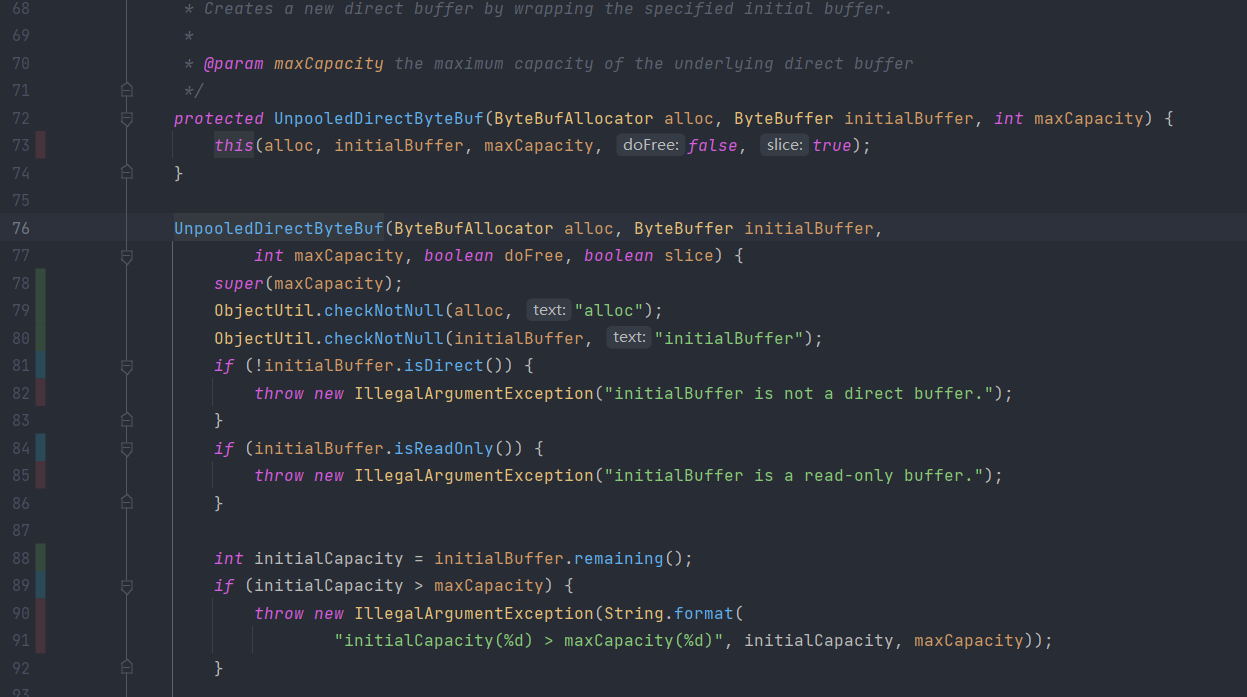 68 * Creates a new direct buffer by wrapping the specified initial buffer.
69 *
70 * @param maxCapacity the maximum capacity of the underlying direct buffer
71 */
72 protected UnpooledDirectByteBuf(ByteBufAllocator alloc, ByteBuffer initialBuffer, int maxCapacity) {
73 this(alloc, initialBuffer, maxCapacity, doFree: false, slice: true);
74 }
75
76 UnpooledDirectByteBuf(ByteBufAllocator alloc, ByteBuffer initialBuffer,
77 int maxCapacity, boolean doFree, boolean slice) {
78 super(maxCapacity);
79 ObjectUtil.checkNotNull(alloc, text: "alloc");
80 ObjectUtil.checkNotNull(initialBuffer, text: "initialBuffer");
81 if (!initialBuffer.isDirect()) {
82 throw new IllegalArgumentException("initialBuffer is not a direct buffer.");
83 }
84 if (initialBuffer.isReadOnly()) {
85 throw new IllegalArgumentException("initialBuffer is a read-only buffer.");
86 }
87
88 int initialCapacity = initialBuffer.remaining();
89 if (initialCapacity > maxCapacity) {
90 throw new IllegalArgumentException(String.format(
91 "initialCapacity(%d) > maxCapacity(%d)", initialCapacity, maxCapacity));
92 }
93